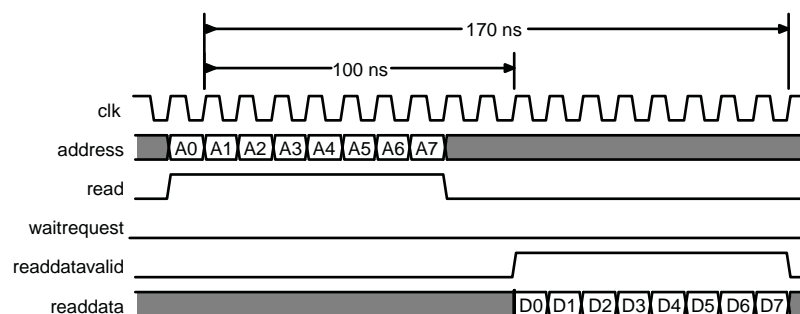 170 ns
100 ns
clk
address A0 A1 A2 A3 A4 A5 A6 A7
read
waitrequest
readdatavalid
readdata D0 D1 D2 D3 D4 D5 D6 D7